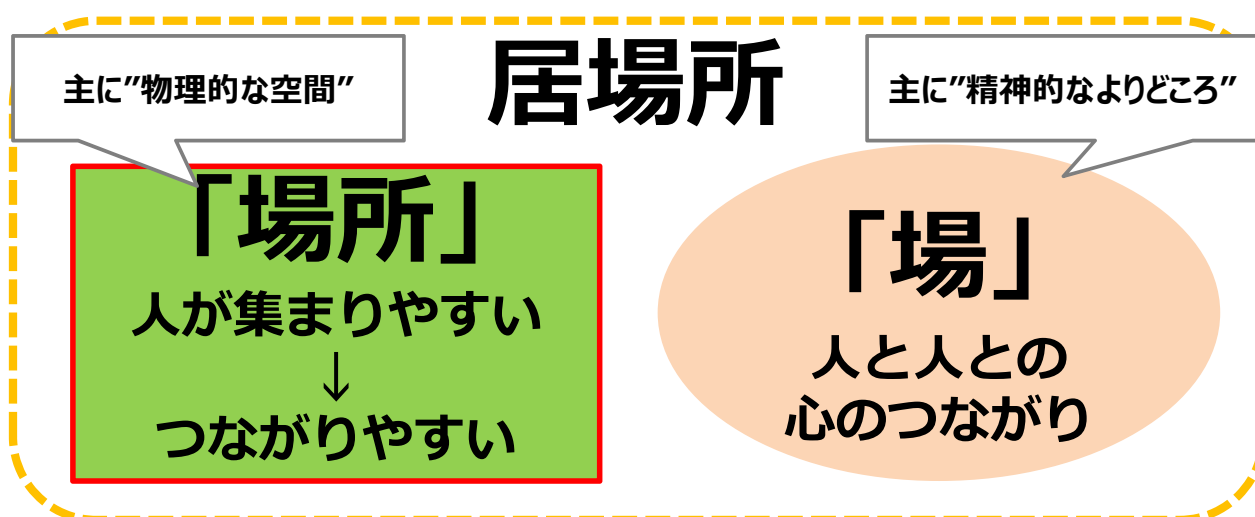 居場所
主に”物理的な空間”
主に”精神的なよりどころ”
「場所」
人が集まりやすい
↓
つながりやすい
「場」
人と人との
心のつながり